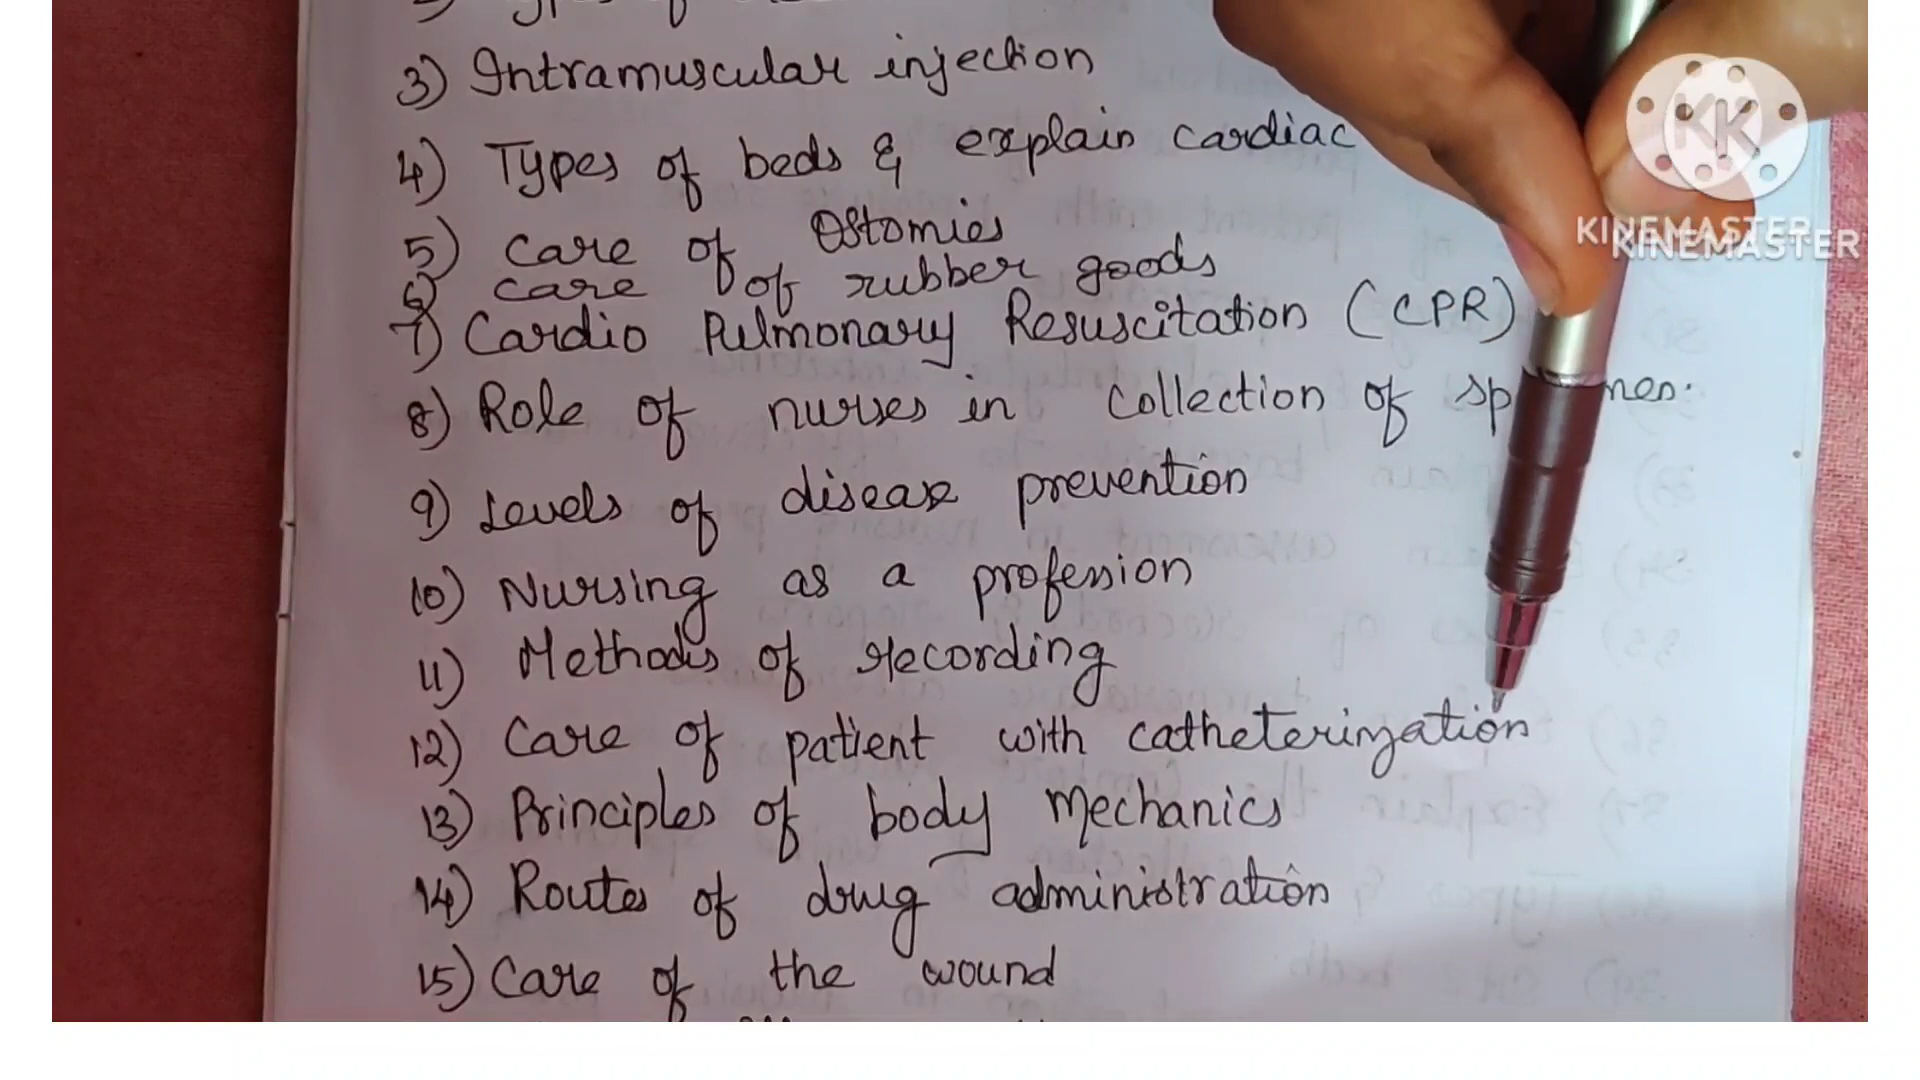 3) Intramuscular injection
4) Types of beds & explain cardiac
5) Care of Ostomies
6) care of rubber goods
7) Cardio Pulmonary Resuscitation (CPR)
8) Role of nurses in collection of
9) Levels of disease prevention
10) Nursing as a profession
11) Methods of recording
12) Care of patient with catheterization
13) Principles of body mechanics
14) Routes of drug administration
15) Care of the wound
KK
KINEMASTER
KINEMASTER